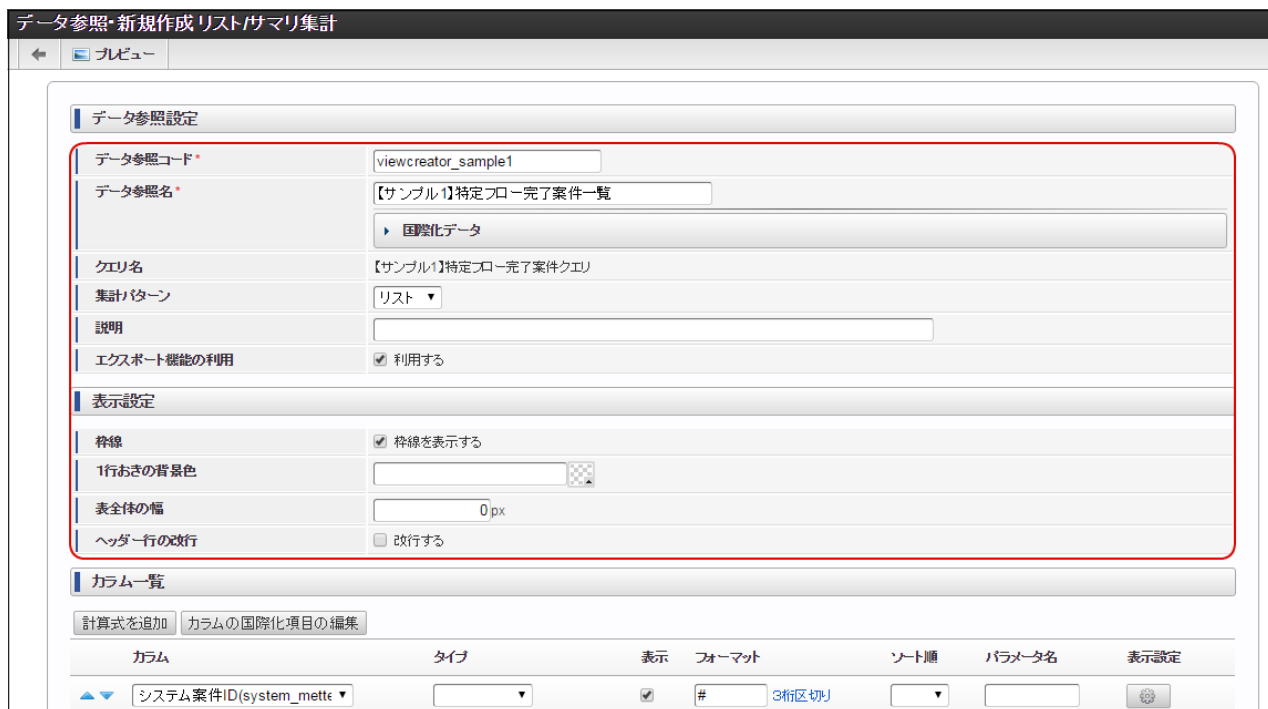 データ参照・新規作成 リスト/サマリ集計
プレビュー
データ参照設定
データ参照コード*
viewcreator_sample1
データ参照名*
【サンプル1】特定フロー完了案件一覧
国際化データ
クエリ名
【サンプル1】特定フロー完了案件クエリ
集計パターン
リスト
説明
エクスポート機能の利用
利用する
表示設定
枠線
枠線を表示する
1行おきの背景色
表全体の幅
0 px
ヘッダー行の改行
改行する
カラム一覧
計算式を追加 カラムの国際化項目の編集
カラム タイプ 表示 フォーマット ソート順 パラメータ名 表示設定
システム案件ID(system_matte # 3桁区切り